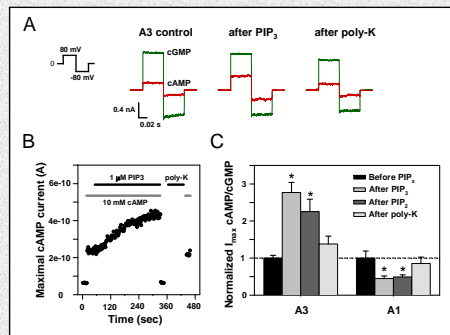 A
A3 control
after PIP3
after poly-K
80 mV
0
-80 mV
cGMP
cAMP
0.4 nA
0.02 s
B
1 μM PIP3
poly-K
10 mM cAMP
Maximal cAMP current (A)
6e-10
4e-10
2e-10
0
0 120 240 360 480
Time (sec)
C
Normalized Imax cAMP/cGMP
4
3
2
1
0
Before PIPx
After PIP3
After PIP2
After poly-K
* *
* *
A3 A1